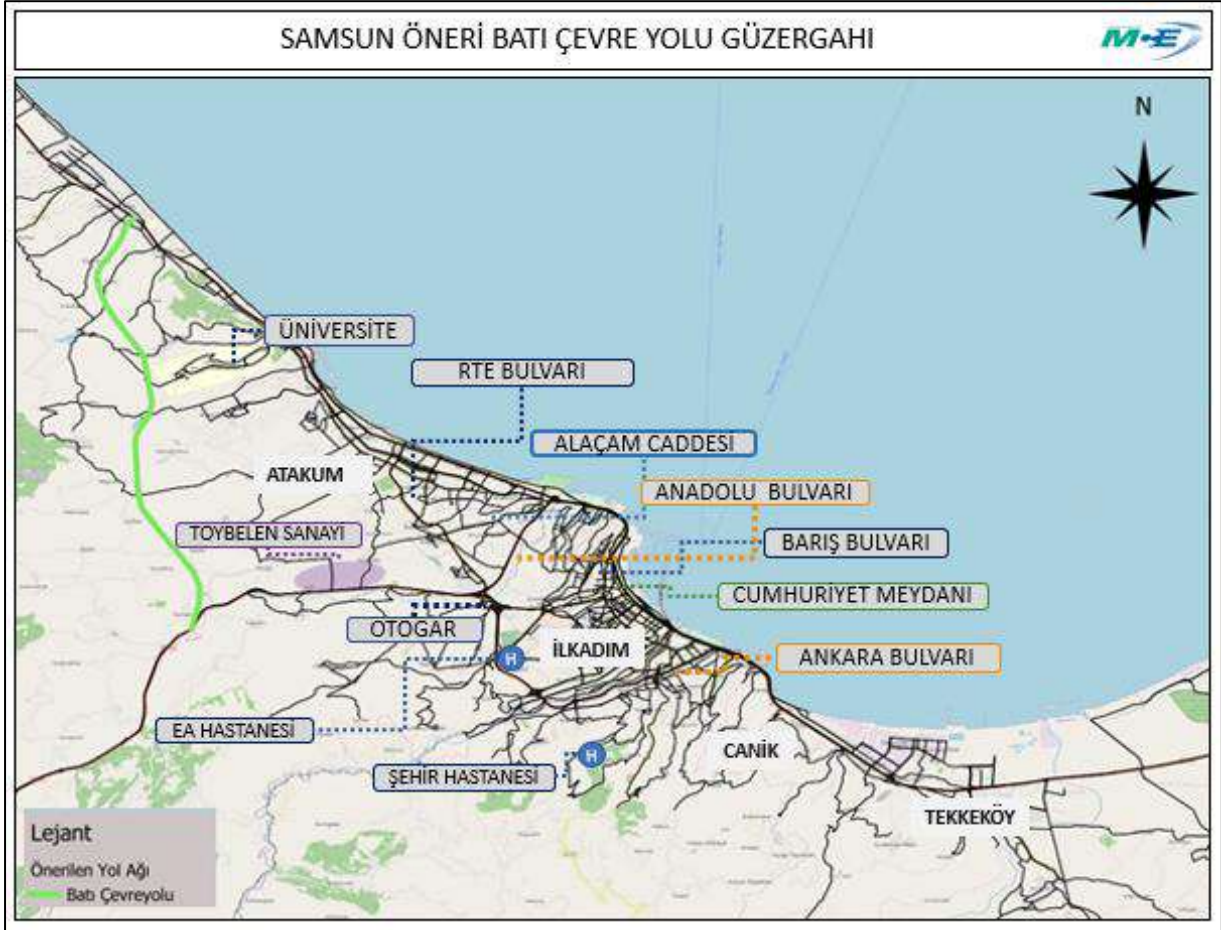 SAMSUN ÖNERİ BATI ÇEVRE YOLU GÜZERGAHI
M•E
N
ÜNİVERSİTE
RTE BULVARI
ALAÇAM CADDESİ
ATAKUM
ANADOLU BULVARI
TOYBELEN SANAYİ
BARIŞ BULVARI
CUMHURİYET MEYDANI
OTOGAR
İLKADIM
H
ANKARA BULVARI
EA HASTANESİ
H
CANİK
ŞEHİR HASTANESİ
TEKKEKÖY
Lejant
Önerilen Yol Ağı
Batı Çevreyolu